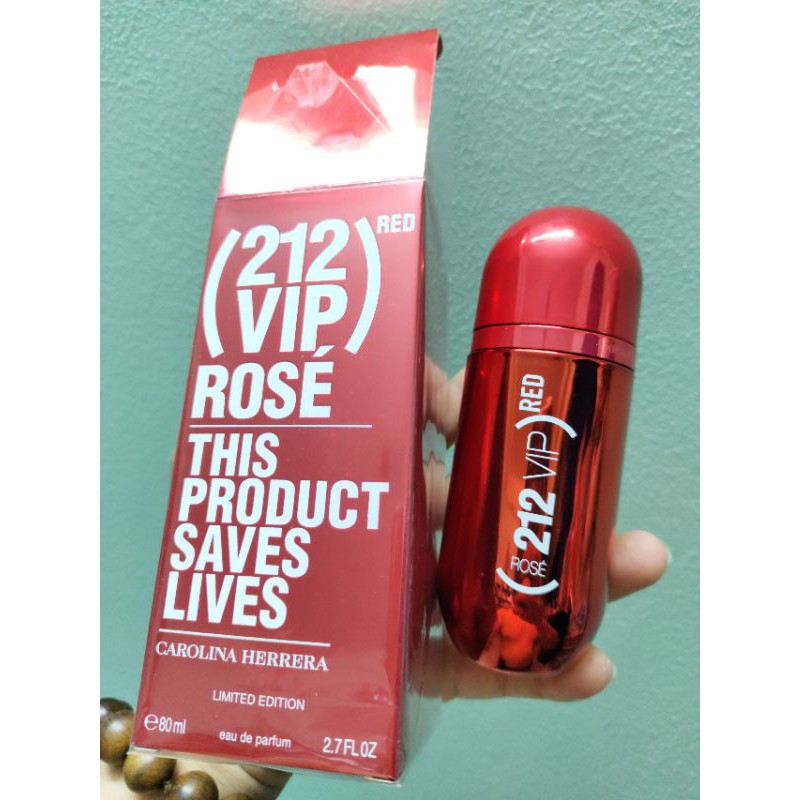 (212 VIP)RED
ROSÉ
THIS
PRODUCT
SAVES
LIVES
CAROLINA HERRERA
LIMITED EDITION
℮80ml
eau de parfum
2.7 FL OZ
(ROSÉ 212 VIP)RED